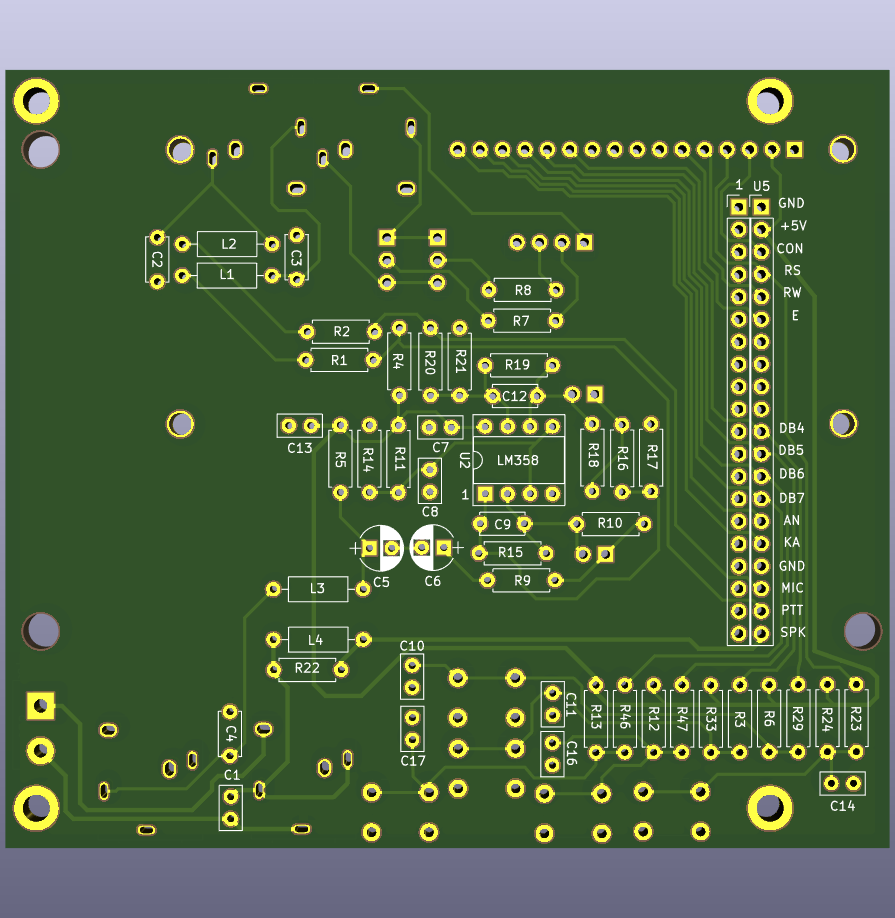 1 U5
GND
+5V
CON
RS
RW
E
DB4
DB5
DB6
DB7
AN
KA
GND
MIC
PTT
SPK
C2
L2
L1
C3
R8
R7
R2
R1
R4
R20
R21
R19
C12
C13
R5
R14
R11
C7
C8
U2
LM358
1
R18
R16
R17
C9
R10
R15
R9
+
C5
C6
+
L3
L4
R22
C10
C17
C11
C16
C4
C1
R13
R46
R12
R47
R33
R3
R6
R29
R24
R23
C14